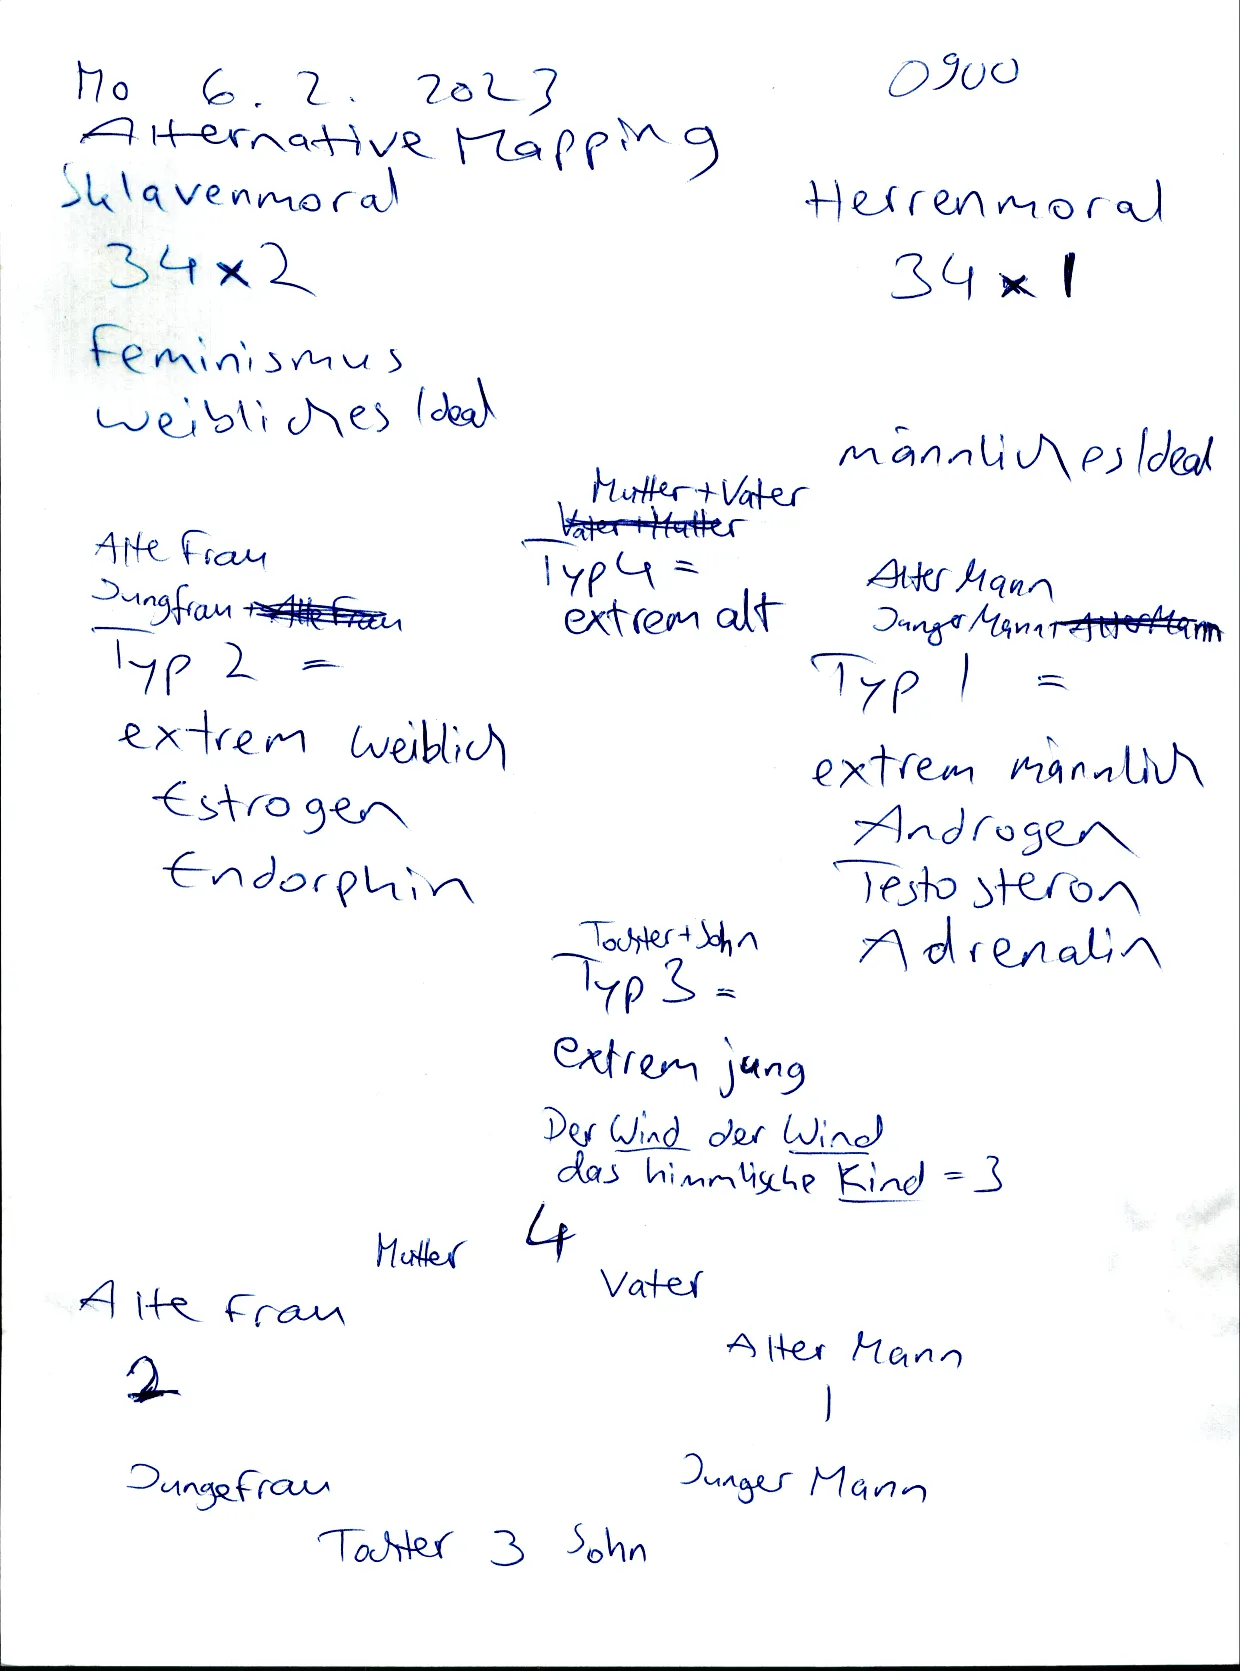 Mo 6. 2. 2023 0900
Alternative Mapping
Sklavenmoral
Herrenmoral
34x2
34x1
Feminismus
weibliches Ideal
männliches Ideal
Mutter + Vater
Vater + Mutter
Typ 4 =
extrem alt
Alte Frau
Jungfrau + Alte Frau
Typ 2 =
extrem weiblich
Estrogen
Endorphin
Alter Mann
Junger Mann + Alter Mann
Typ 1 =
extrem männlich
Androgen
Testosteron
Adrenalin
Tochter + Sohn
Typ 3 =
extrem jung
Der Wind der Wind
das himmlische Kind = 3
4
Mutter
Vater
Alte Frau
Alter Mann
2
1
Junge Frau
Junger Mann
Tochter 3 Sohn